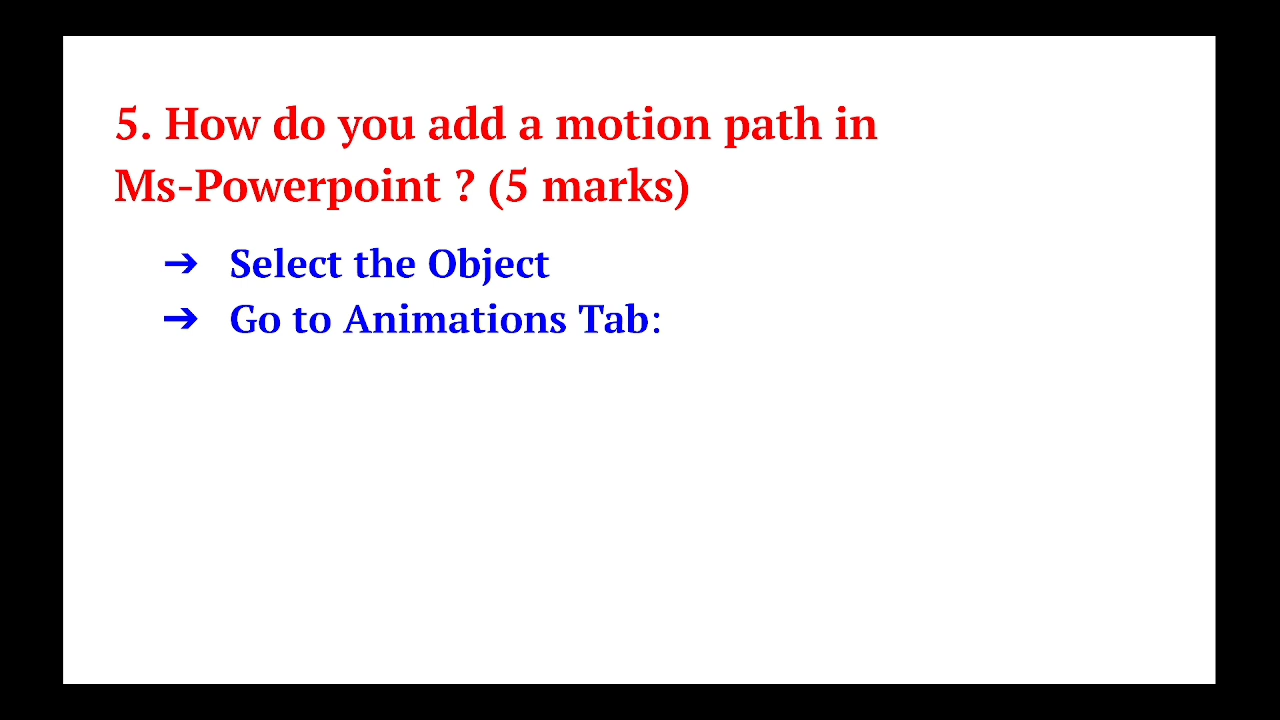 5. How do you add a motion path in
Ms-Powerpoint ? (5 marks)
➔ Select the Object
➔ Go to Animations Tab: